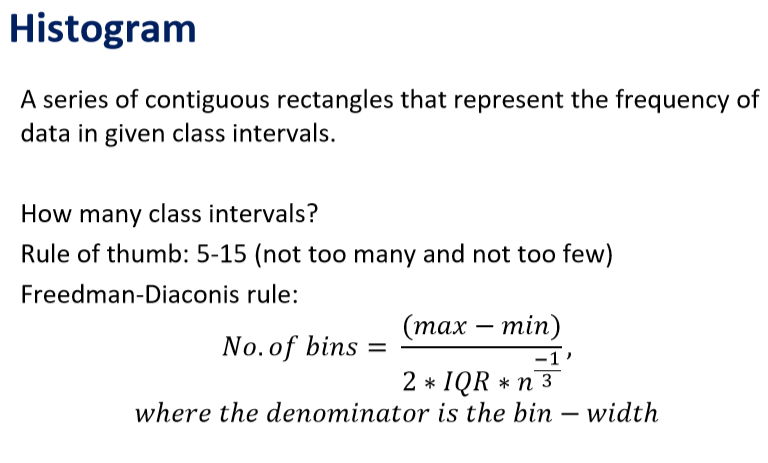 Histogram
A series of contiguous rectangles that represent the frequency of
data in given class intervals.
How many class intervals?
Rule of thumb: 5-15 (not too many and not too few)
Freedman-Diaconis rule:
No. of bins = (max − min) / (2 ∗ IQR ∗ n^(−1/3)),
where the denominator is the bin − width